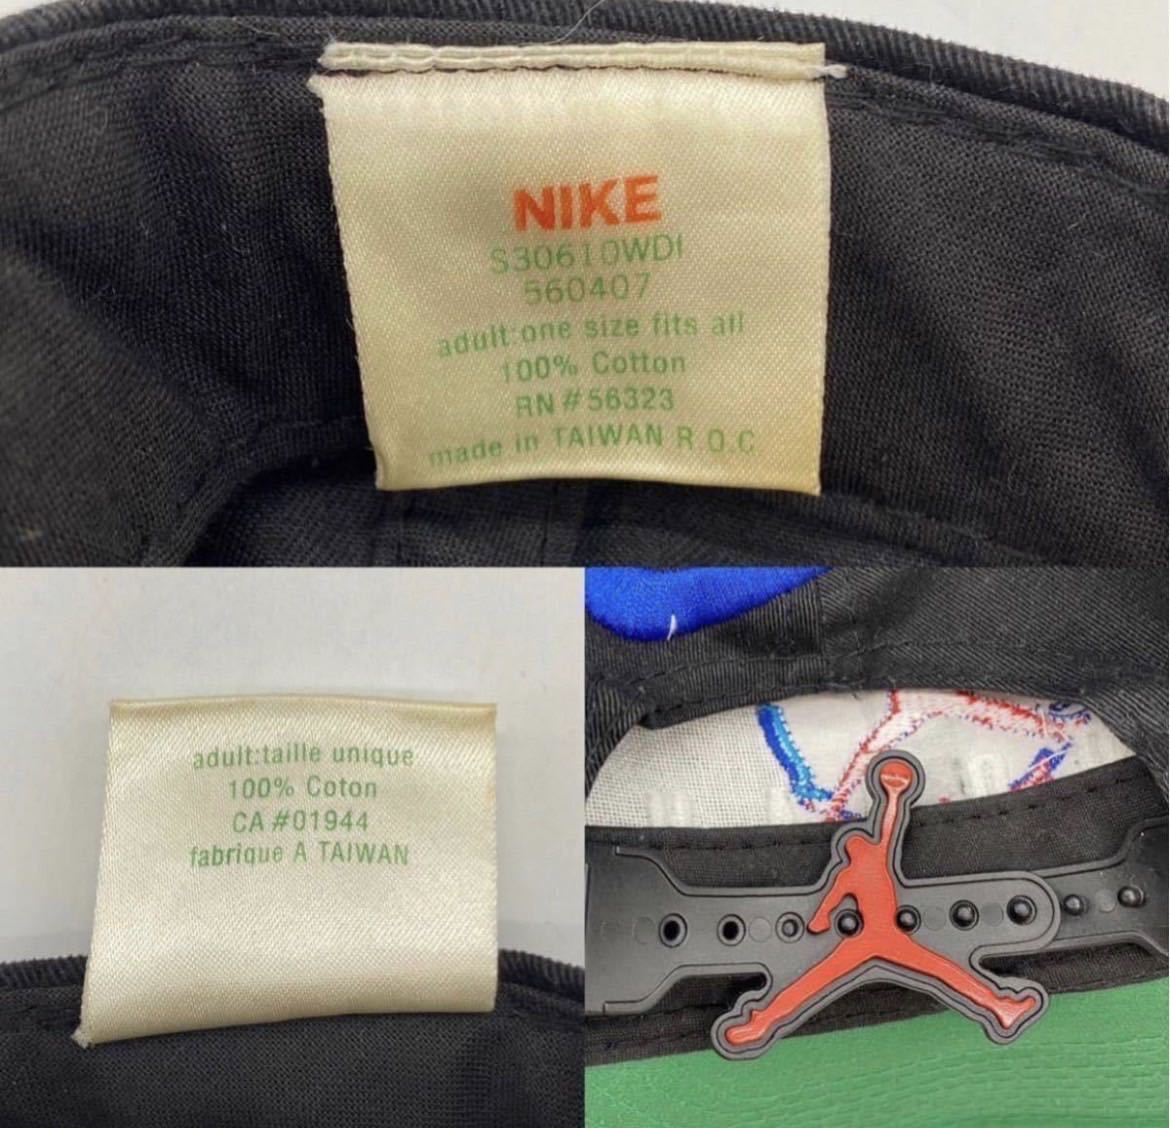 NIKE
S30610WDI
560407
adult:one size fits all
100% Cotton
RN#56323
made in TAIWAN R.O.C
adult:taille unique
100% Coton
CA#01944
fabrique A TAIWAN